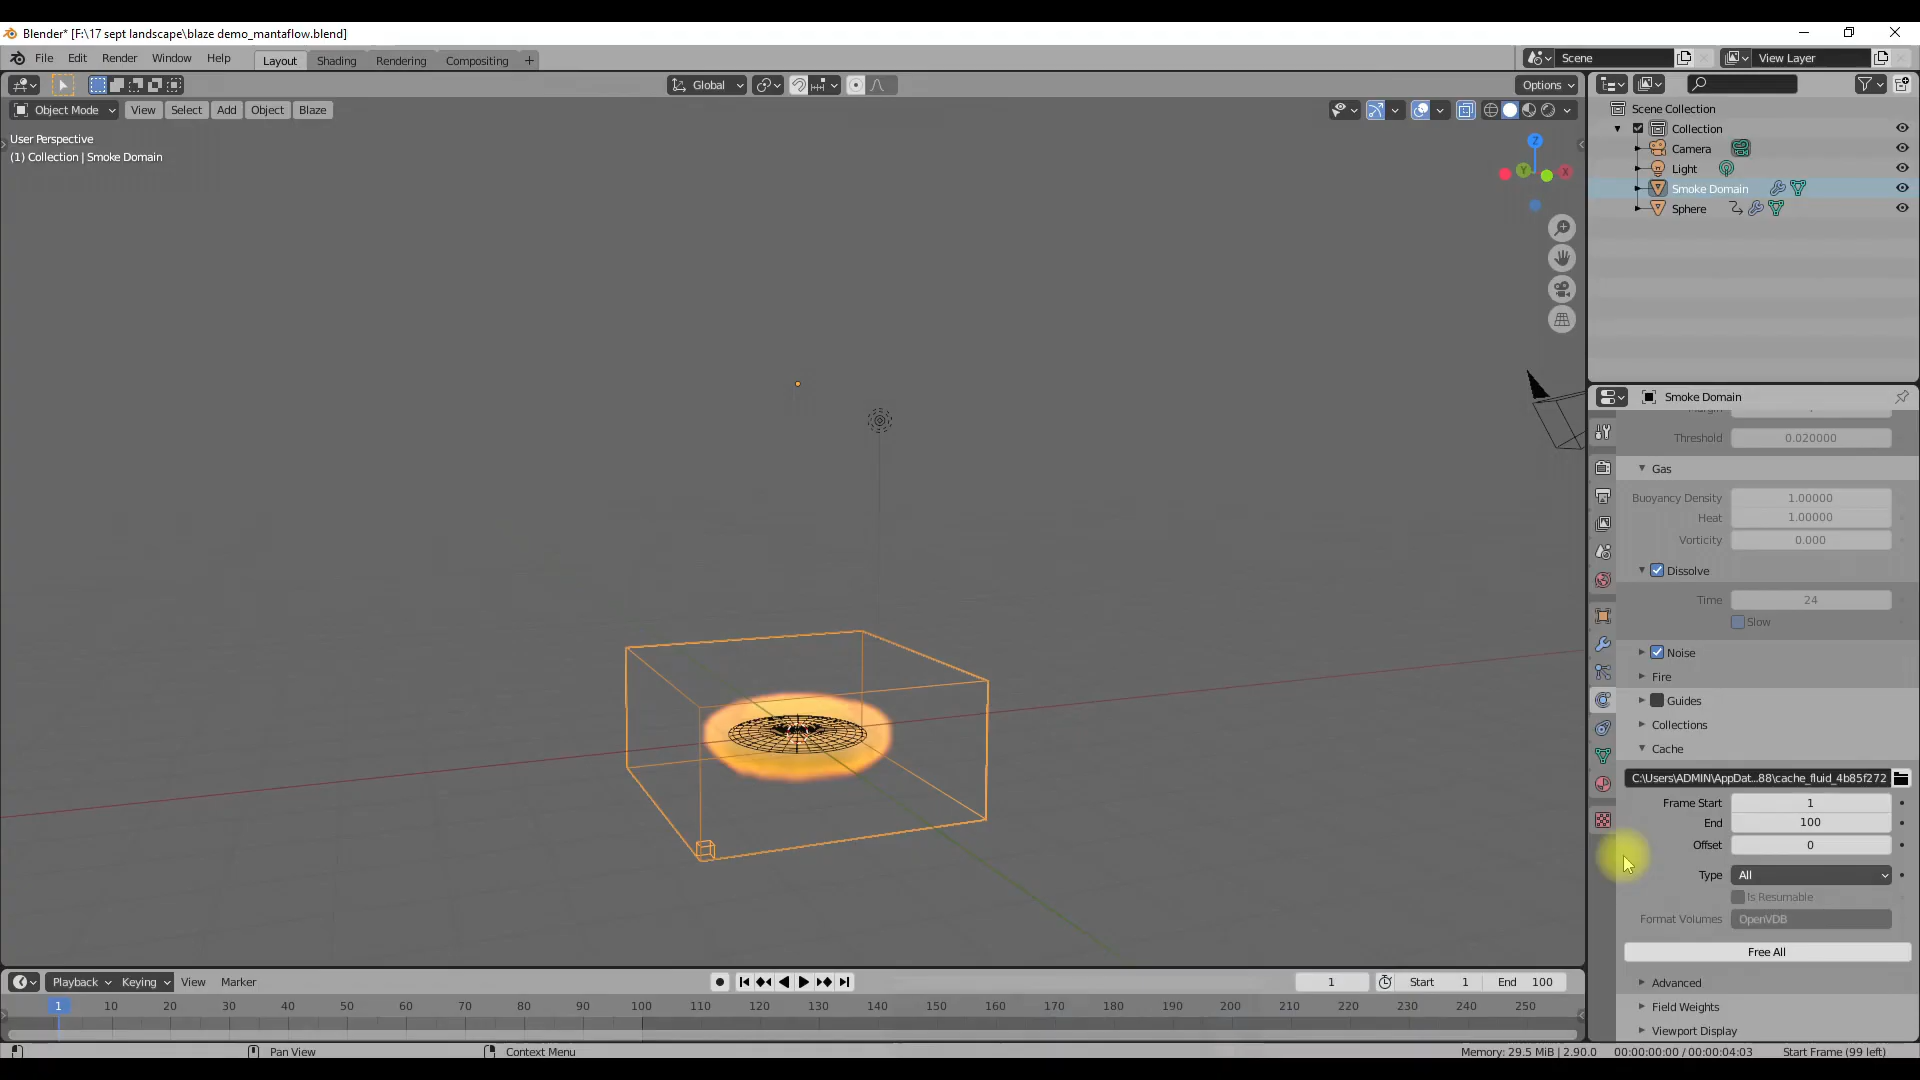 Blender* [F:\17 sept landscape\blaze demo_mantaflow.blend]
File Edit Render Window Help Layout Shading Rendering Compositing + Scene View Layer
Global Options
Object Mode View Select Add Object Blaze
User Perspective
(1) Collection | Smoke Domain
Z
Y X
Scene Collection
Collection
Camera
Light
Smoke Domain
Sphere
Smoke Domain
Threshold 0.020000
Gas
Buoyancy Density 1.00000
Heat 1.00000
Vorticity 0.000
Dissolve
Time 24
Slow
Noise
Fire
Guides
Collections
Cache
C:\Users\ADMIN\AppDat...88\cache_fluid_4b85f272
Frame Start 1
End 100
Offset 0
Type All
Is Resumable
Format Volumes OpenVDB
Free All
Advanced
Field Weights
Viewport Display
Playback Keying View Marker 1 Start 1 End 100
1 10 20 30 40 50 60 70 80 90 100 110 120 130 140 150 160 170 180 190 200 210 220 230 240 250
Pan View Context Menu Memory: 29.5 MiB | 2.90.0 00:00:00:00 / 00:00:04:03 Start Frame (99 left)